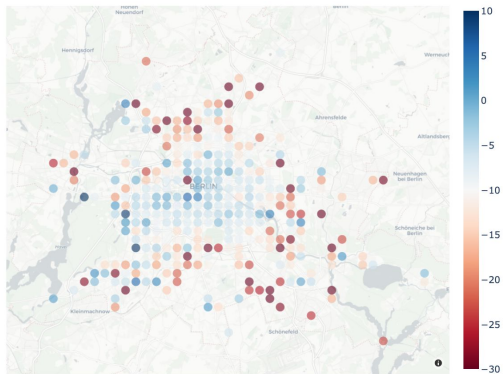 Neuendorf
Hennigsdorf
Werneuch
Ahrensfelde
Altlandsberg
BERLIN
Neuenhagen
bei Berlin
Schöneiche bei
Berlin
Kleinmachnow
Schönefeld
10
5
0
−5
−10
−15
−20
−25
−30